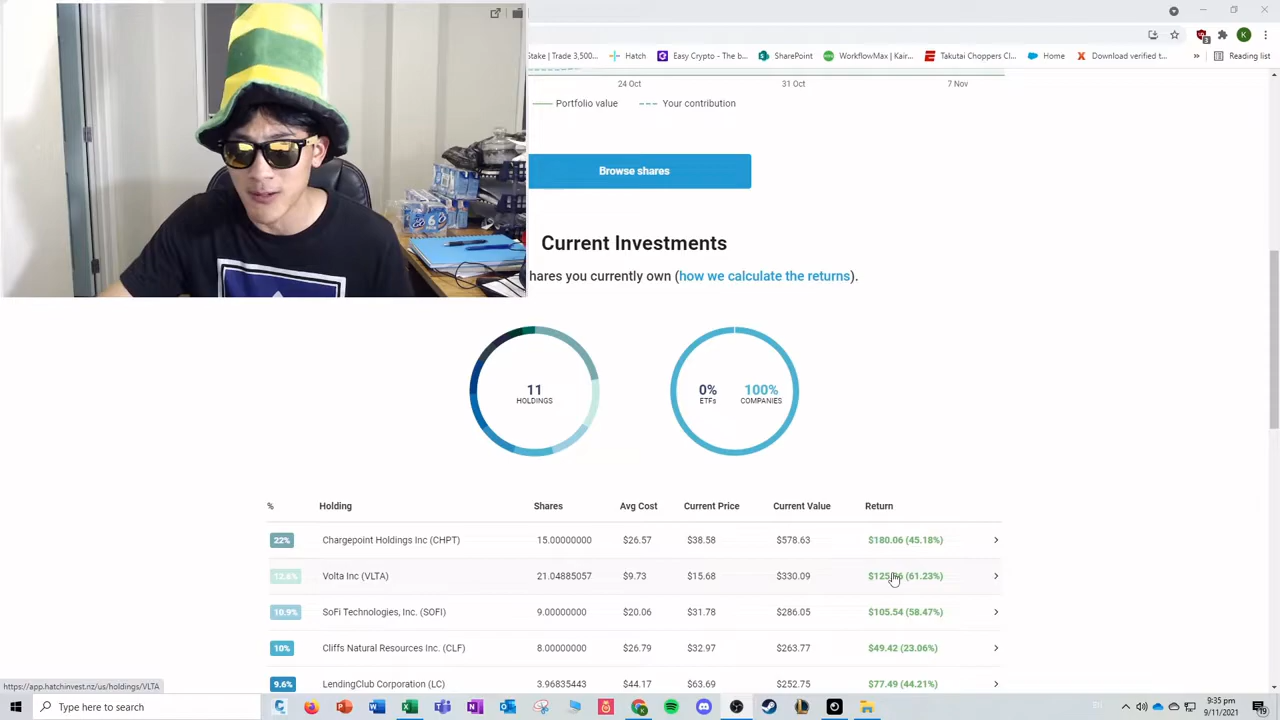 Stake | Trade 3,500... Hatch Easy Crypto - The b... SharePoint WorkflowMax | Kair... Takutai Choppers Cl... Home Download verified t... » Reading list
K
24 Oct 31 Oct 7 Nov
Portfolio value Your contribution
Browse shares
Current Investments
hares you currently own (how we calculate the returns).
11 HOLDINGS
0% ETFs
100% COMPANIES
% Holding Shares Avg Cost Current Price Current Value Return
22% Chargepoint Holdings Inc (CHPT) 15.00000000 $26.57 $38.58 $578.63 $180.06 (45.18%)
12.6% Volta Inc (VLTA) 21.04885057 $9.73 $15.68 $330.09 (61.23%)
10.9% SoFi Technologies, Inc. (SOFI) 9.00000000 $20.06 $31.78 $286.05 $105.54 (58.47%)
10% Cliffs Natural Resources Inc. (CLF) 8.00000000 $26.79 $32.97 $263.77 $49.42 (23.06%)
9.6% LendingClub Corporation (LC) 3.96835443 $44.17 $63.69 $252.75 $77.49 (44.21%)
https://app.hatchinvest.nz/us/holdings/VLTA
Type here to search
9:35 pm
9/11/2021